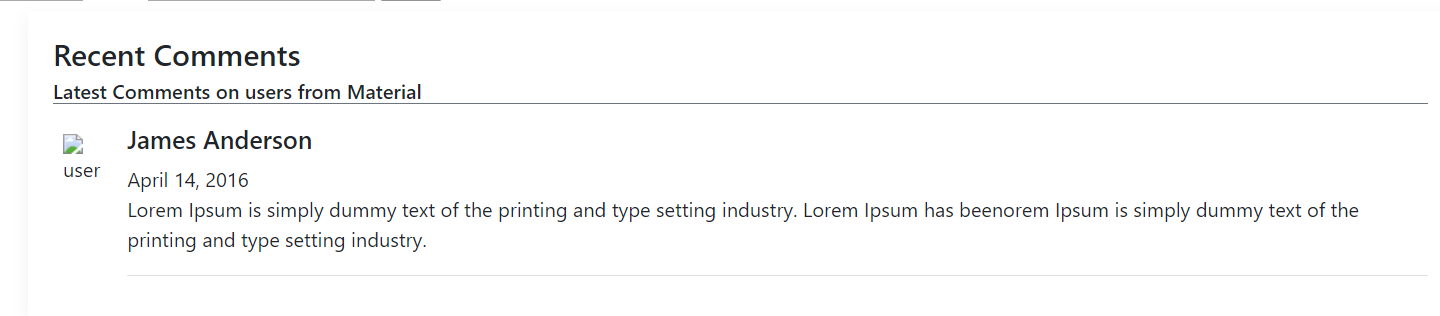 Recent Comments
Latest Comments on users from Material
James Anderson
user
April 14, 2016
Lorem Ipsum is simply dummy text of the printing and type setting industry. Lorem Ipsum has beenorem Ipsum is simply dummy text of the
printing and type setting industry.